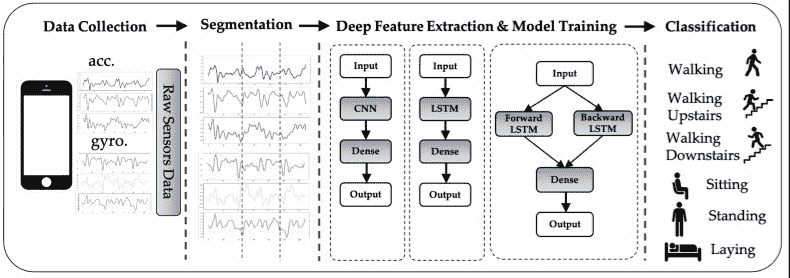 Data Collection
Segmentation
Deep Feature Extraction & Model Training
Classification
acc.
gyro.
Raw Sensors Data
Input
CNN
Dense
Output
Input
LSTM
Dense
Output
Input
Forward
LSTM
Backward
LSTM
Dense
Output
Walking
Walking
Upstairs
Walking
Downstairs
Sitting
Standing
Laying